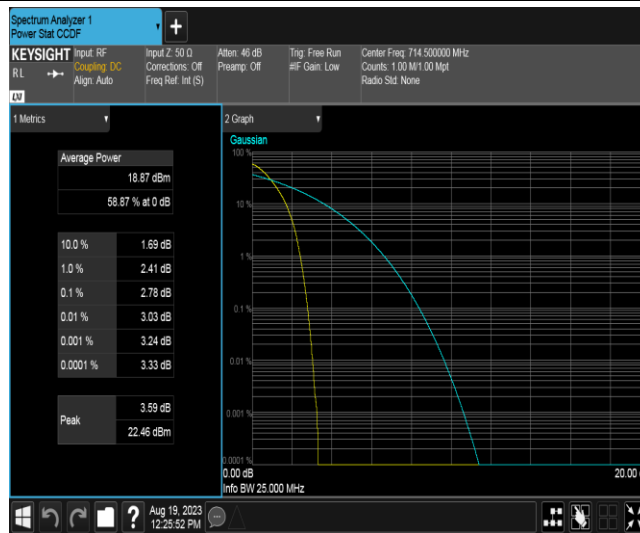 Spectrum Analyzer 1
Power Stat CCDF
+
KEYSIGHT
RL
LXI
Input: RF
Coupling: DC
Align: Auto
Input Z: 50 Ω
Corrections: Off
Freq Ref: Int (S)
Atten: 46 dB
Preamp: Off
Trig: Free Run
#IF Gain: Low
Center Freq: 714.500000 MHz
Counts: 1.00 M/1.00 Mpt
Radio Std: None
1 Metrics
Average Power
18.87 dBm
58.87 % at 0 dB
10.0 % 1.69 dB
1.0 % 2.41 dB
0.1 % 2.78 dB
0.01 % 3.03 dB
0.001 % 3.24 dB
0.0001 % 3.33 dB
Peak 3.59 dB
22.46 dBm
2 Graph
Gaussian
100 %
10 %
1 %
0.1 %
0.01 %
0.001 %
0.0001 %
0.00 dB
20.00
Info BW 25.000 MHz
?
Aug 19, 2023
12:25:52 PM